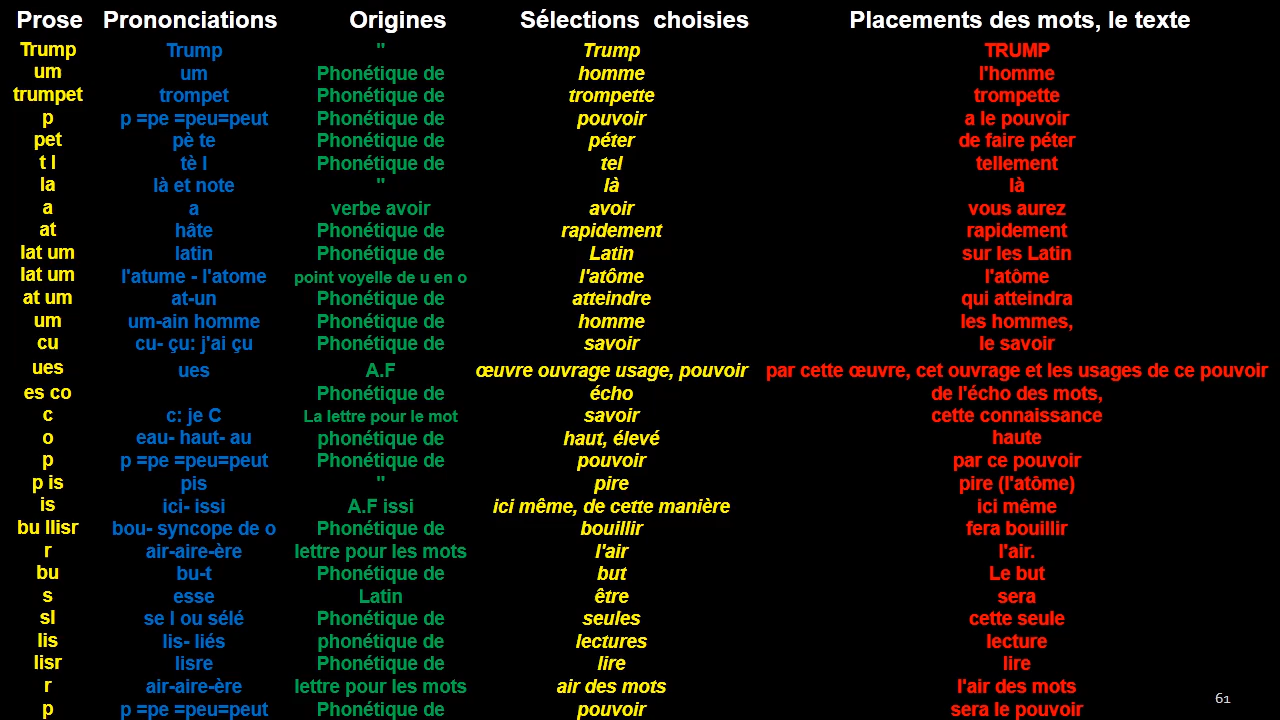 Prose Prononciations Origines Sélections choisies Placements des mots, le texte
Trump Trump " Trump TRUMP
um um Phonétique de homme l'homme
trumpet trompet Phonétique de trompette trompette
p p =pe =peu=peut Phonétique de pouvoir a le pouvoir
pet pè te Phonétique de péter de faire péter
t l tè l Phonétique de tel tellement
la là et note " là là
a a verbe avoir avoir vous aurez
at hâte Phonétique de rapidement rapidement
lat um latin Phonétique de Latin sur les Latin
lat um l'atume - l'atome point voyelle de u en o l'atôme l'atôme
at um at-un Phonétique de atteindre qui atteindra
um um-ain homme Phonétique de homme les hommes,
cu cu- çu: j'ai çu Phonétique de savoir le savoir
ues ues A.F œuvre ouvrage usage, pouvoir par cette œuvre, cet ouvrage et les usages de ce pouvoir
es co Phonétique de écho de l'écho des mots,
c c: je C La lettre pour le mot savoir cette connaissance
o eau- haut- au phonétique de haut, élevé haute
p p =pe =peu=peut Phonétique de pouvoir par ce pouvoir
p is pis " pire pire (l'atôme)
is ici- issi A.F issi ici même, de cette manière ici même
bu llisr bou- syncope de o Phonétique de bouillir fera bouillir
r air-aire-ère lettre pour les mots l'air l'air.
bu bu-t Phonétique de but Le but
s esse Latin être sera
sl se l ou sélé Phonétique de seules cette seule
lis lis- liés phonétique de lectures lecture
lisr lisre Phonétique de lire lire
r air-aire-ère lettre pour les mots air des mots l'air des mots
p p =pe =peu=peut Phonétique de pouvoir sera le pouvoir
61